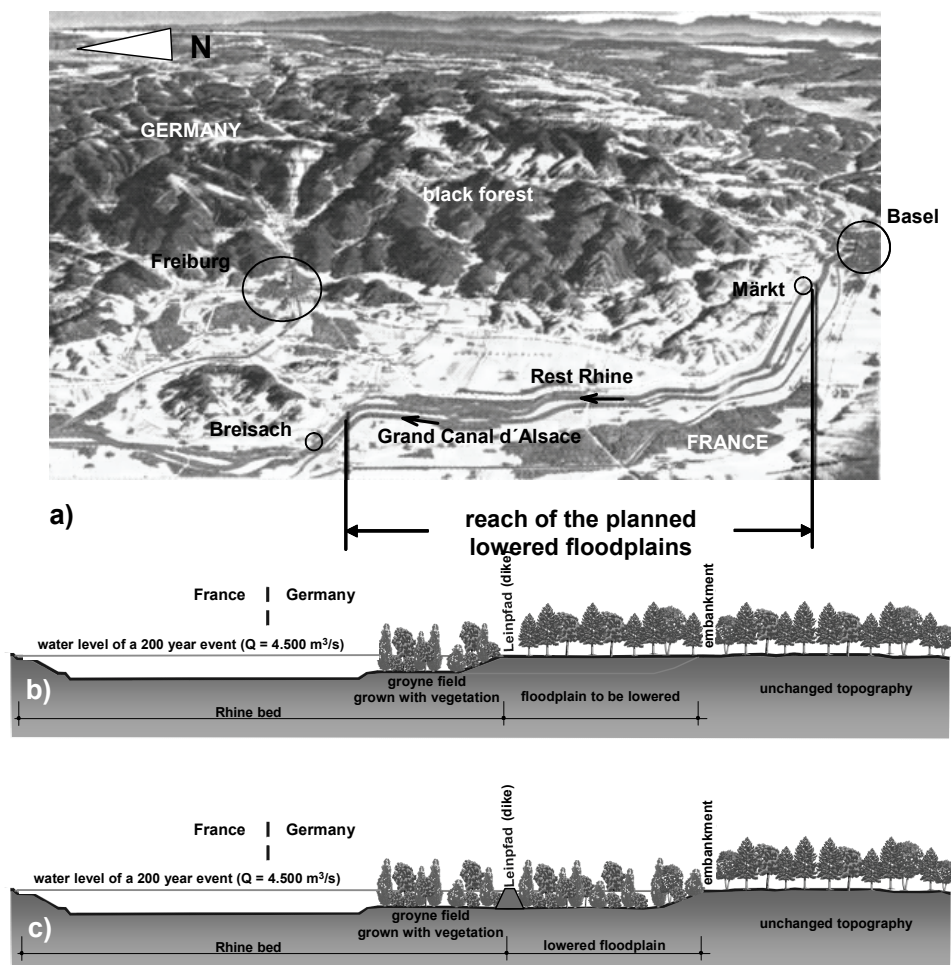 N
GERMANY
black forest
Basel
Freiburg
Märkt
Rest Rhine
Breisach
Grand Canal d´Alsace
FRANCE
a)
reach of the planned
lowered floodplains
France | Germany
Leinpfad (dike)
embankment
water level of a 200 year event (Q = 4.500 m³/s)
b)
groyne field
grown with vegetation
floodplain to be lowered
unchanged topography
Rhine bed
France | Germany
Leinpfad (dike)
embankment
water level of a 200 year event (Q = 4.500 m³/s)
c)
groyne field
grown with vegetation
unchanged topography
Rhine bed
lowered floodplain